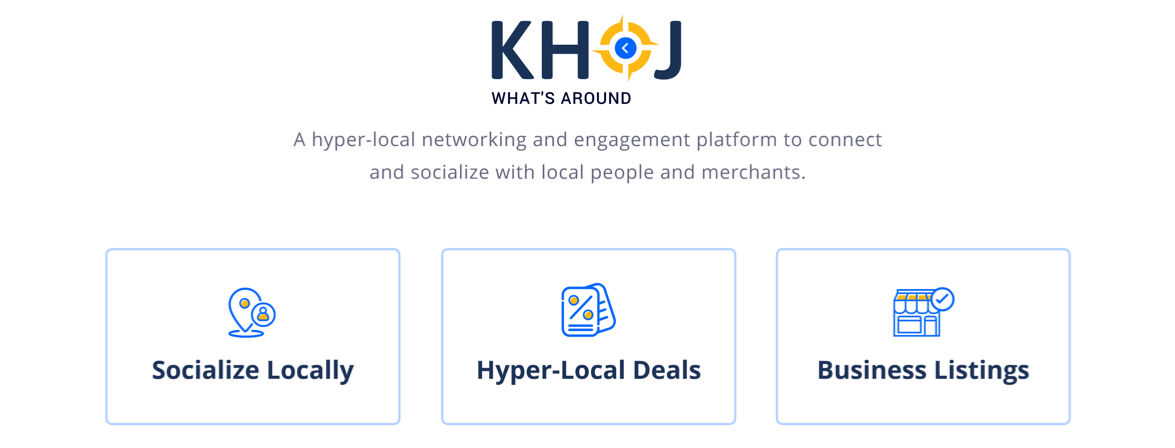 KHOJ
WHAT'S AROUND
A hyper-local networking and engagement platform to connect
and socialize with local people and merchants.
Socialize Locally
Hyper-Local Deals
Business Listings